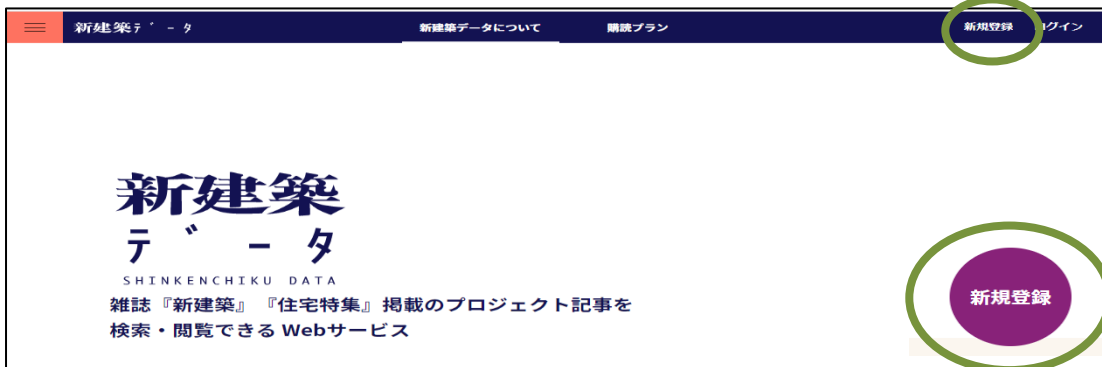 新建築データ 新建築データについて 購読プラン 新規登録 ログイン
新建築
データ
SHINKENCHIKU DATA
雑誌『新建築』『住宅特集』掲載のプロジェクト記事を
検索・閲覧できる Webサービス
新規登録